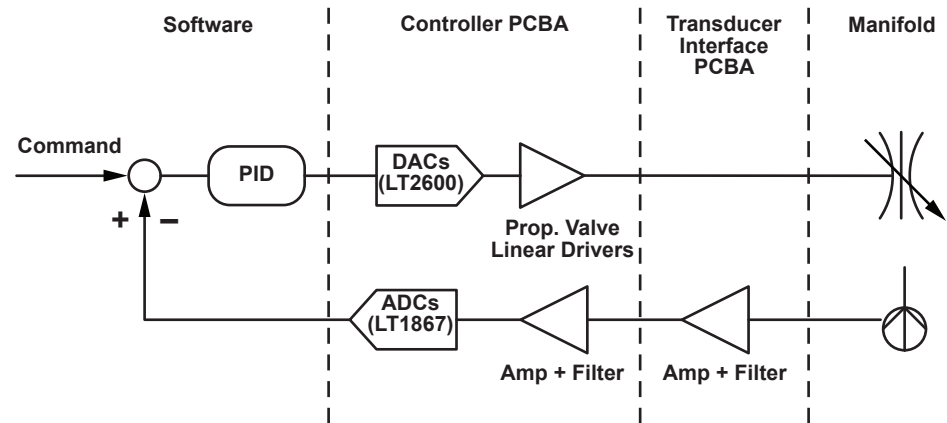 Software
Controller PCBA
Transducer
Interface
PCBA
Manifold
Command
PID
DACs
(LT2600)
Prop. Valve
Linear Drivers
+ −
ADCs
(LT1867)
Amp + Filter
Amp + Filter